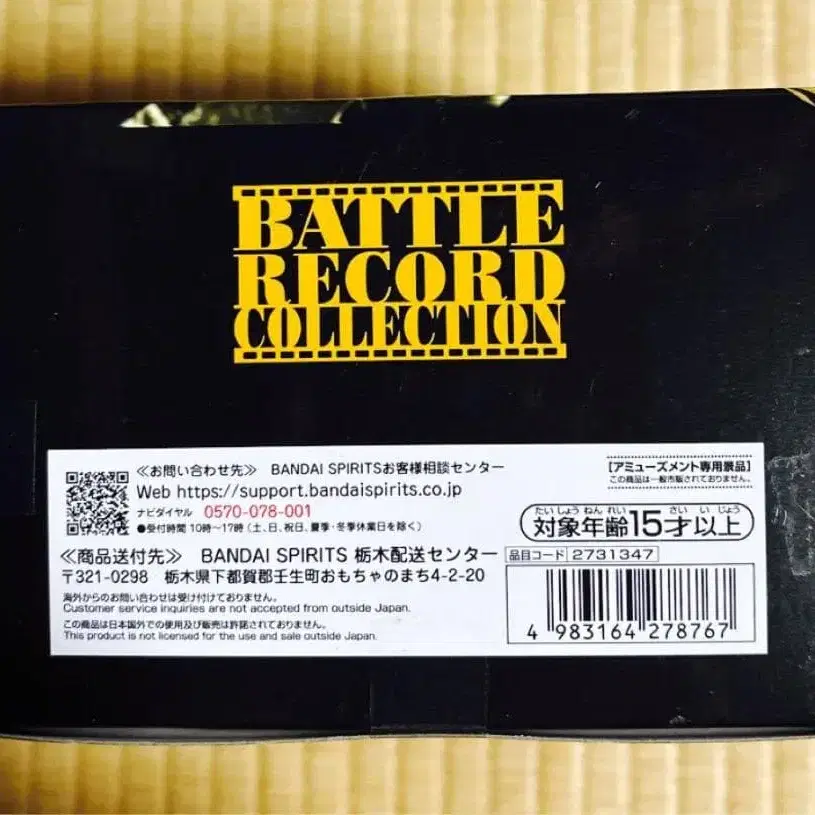 BATTLE
RECORD
COLLECTION
≪お問い合わせ先≫ BANDAI SPIRITSお客様相談センター
Web https://support.bandaispirits.co.jp
ナビダイヤル 0570-078-001
●受付時間 10時～17時 (土、日、祝日、夏季・冬季休業日を除く)
≪商品送付先≫ BANDAI SPIRITS 栃木配送センター
〒321-0298 栃木県下都賀郡壬生町おもちゃのまち4-2-20
海外からのお問い合わせは受け付けておりません。
Customer service inquiries are not accepted from outside Japan.
この商品は日本国外での使用及び販売は許諾されておりません。
This product is not licensed for the use and sale outside Japan.
[アミューズメント専用景品]
この商品は一般市販されておりません。
たいしょうねんれい さい いじょう
対象年齢15才以上
品目コード 2731347
4 983164 278767